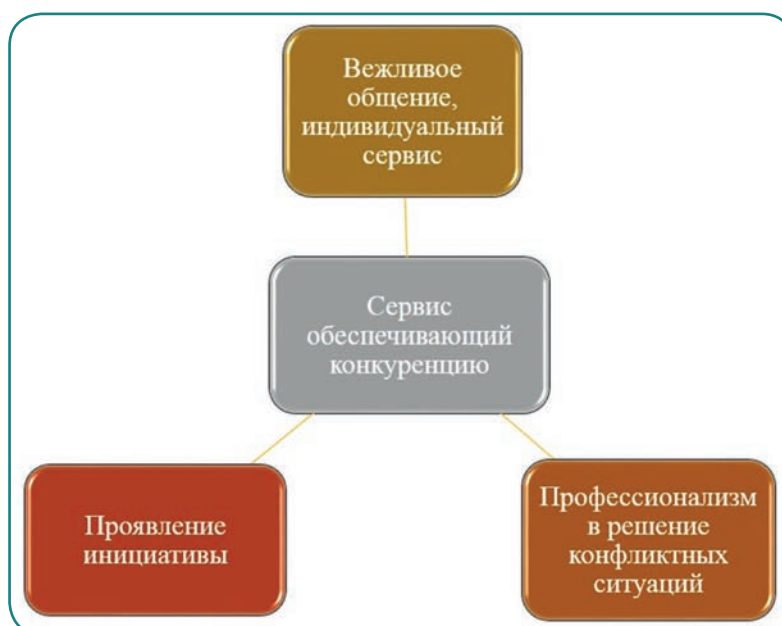 Вежливое
общение,
индивидуальный
сервис
Сервис
обеспечивающий
конкуренцию
Проявление
инициативы
Профессионализм
в решение
конфликтных
ситуаций